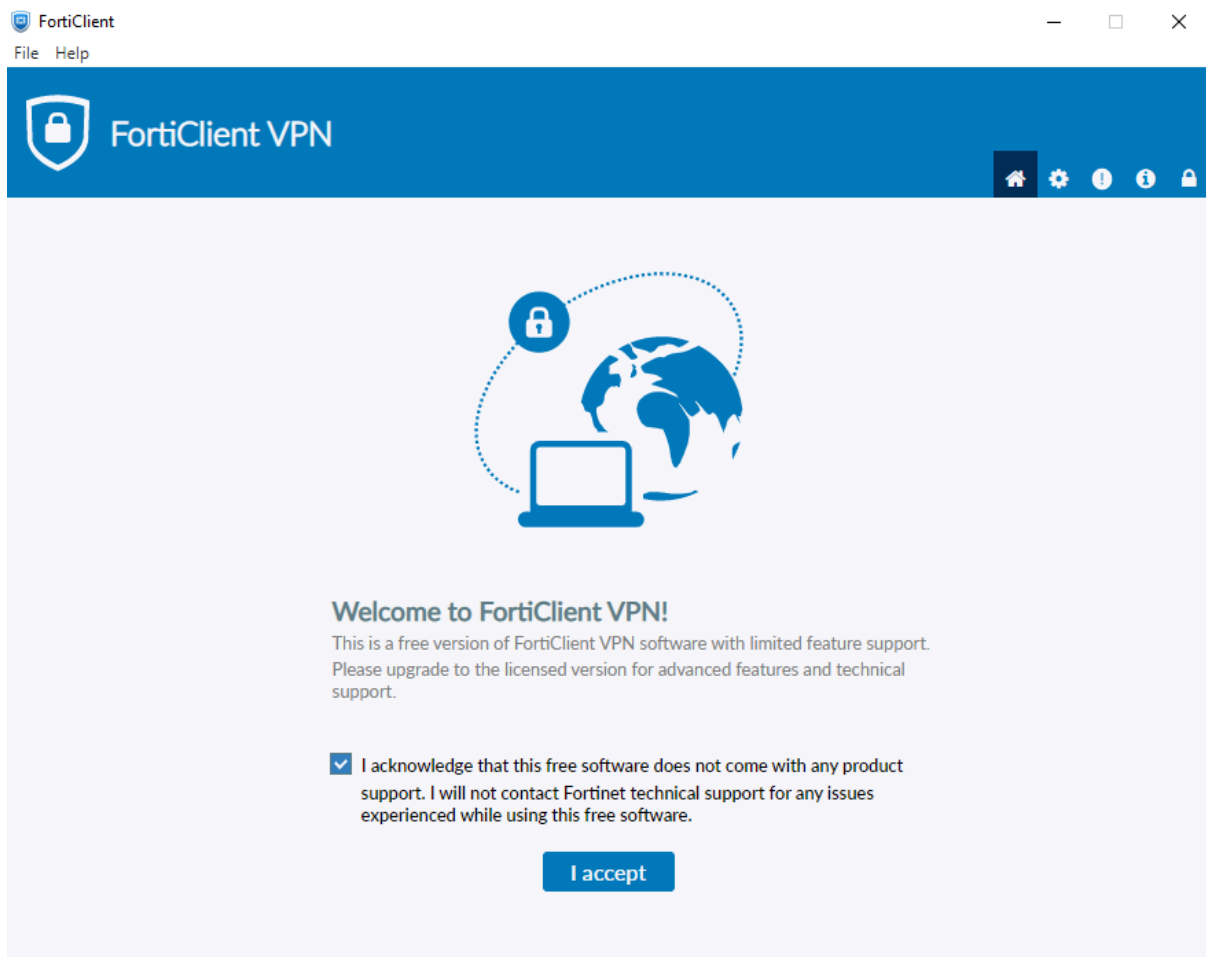 FortiClient
File Help
FortiClient VPN
Welcome to FortiClient VPN!
This is a free version of FortiClient VPN software with limited feature support.
Please upgrade to the licensed version for advanced features and technical
support.
I acknowledge that this free software does not come with any product
support. I will not contact Fortinet technical support for any issues
experienced while using this free software.
I accept